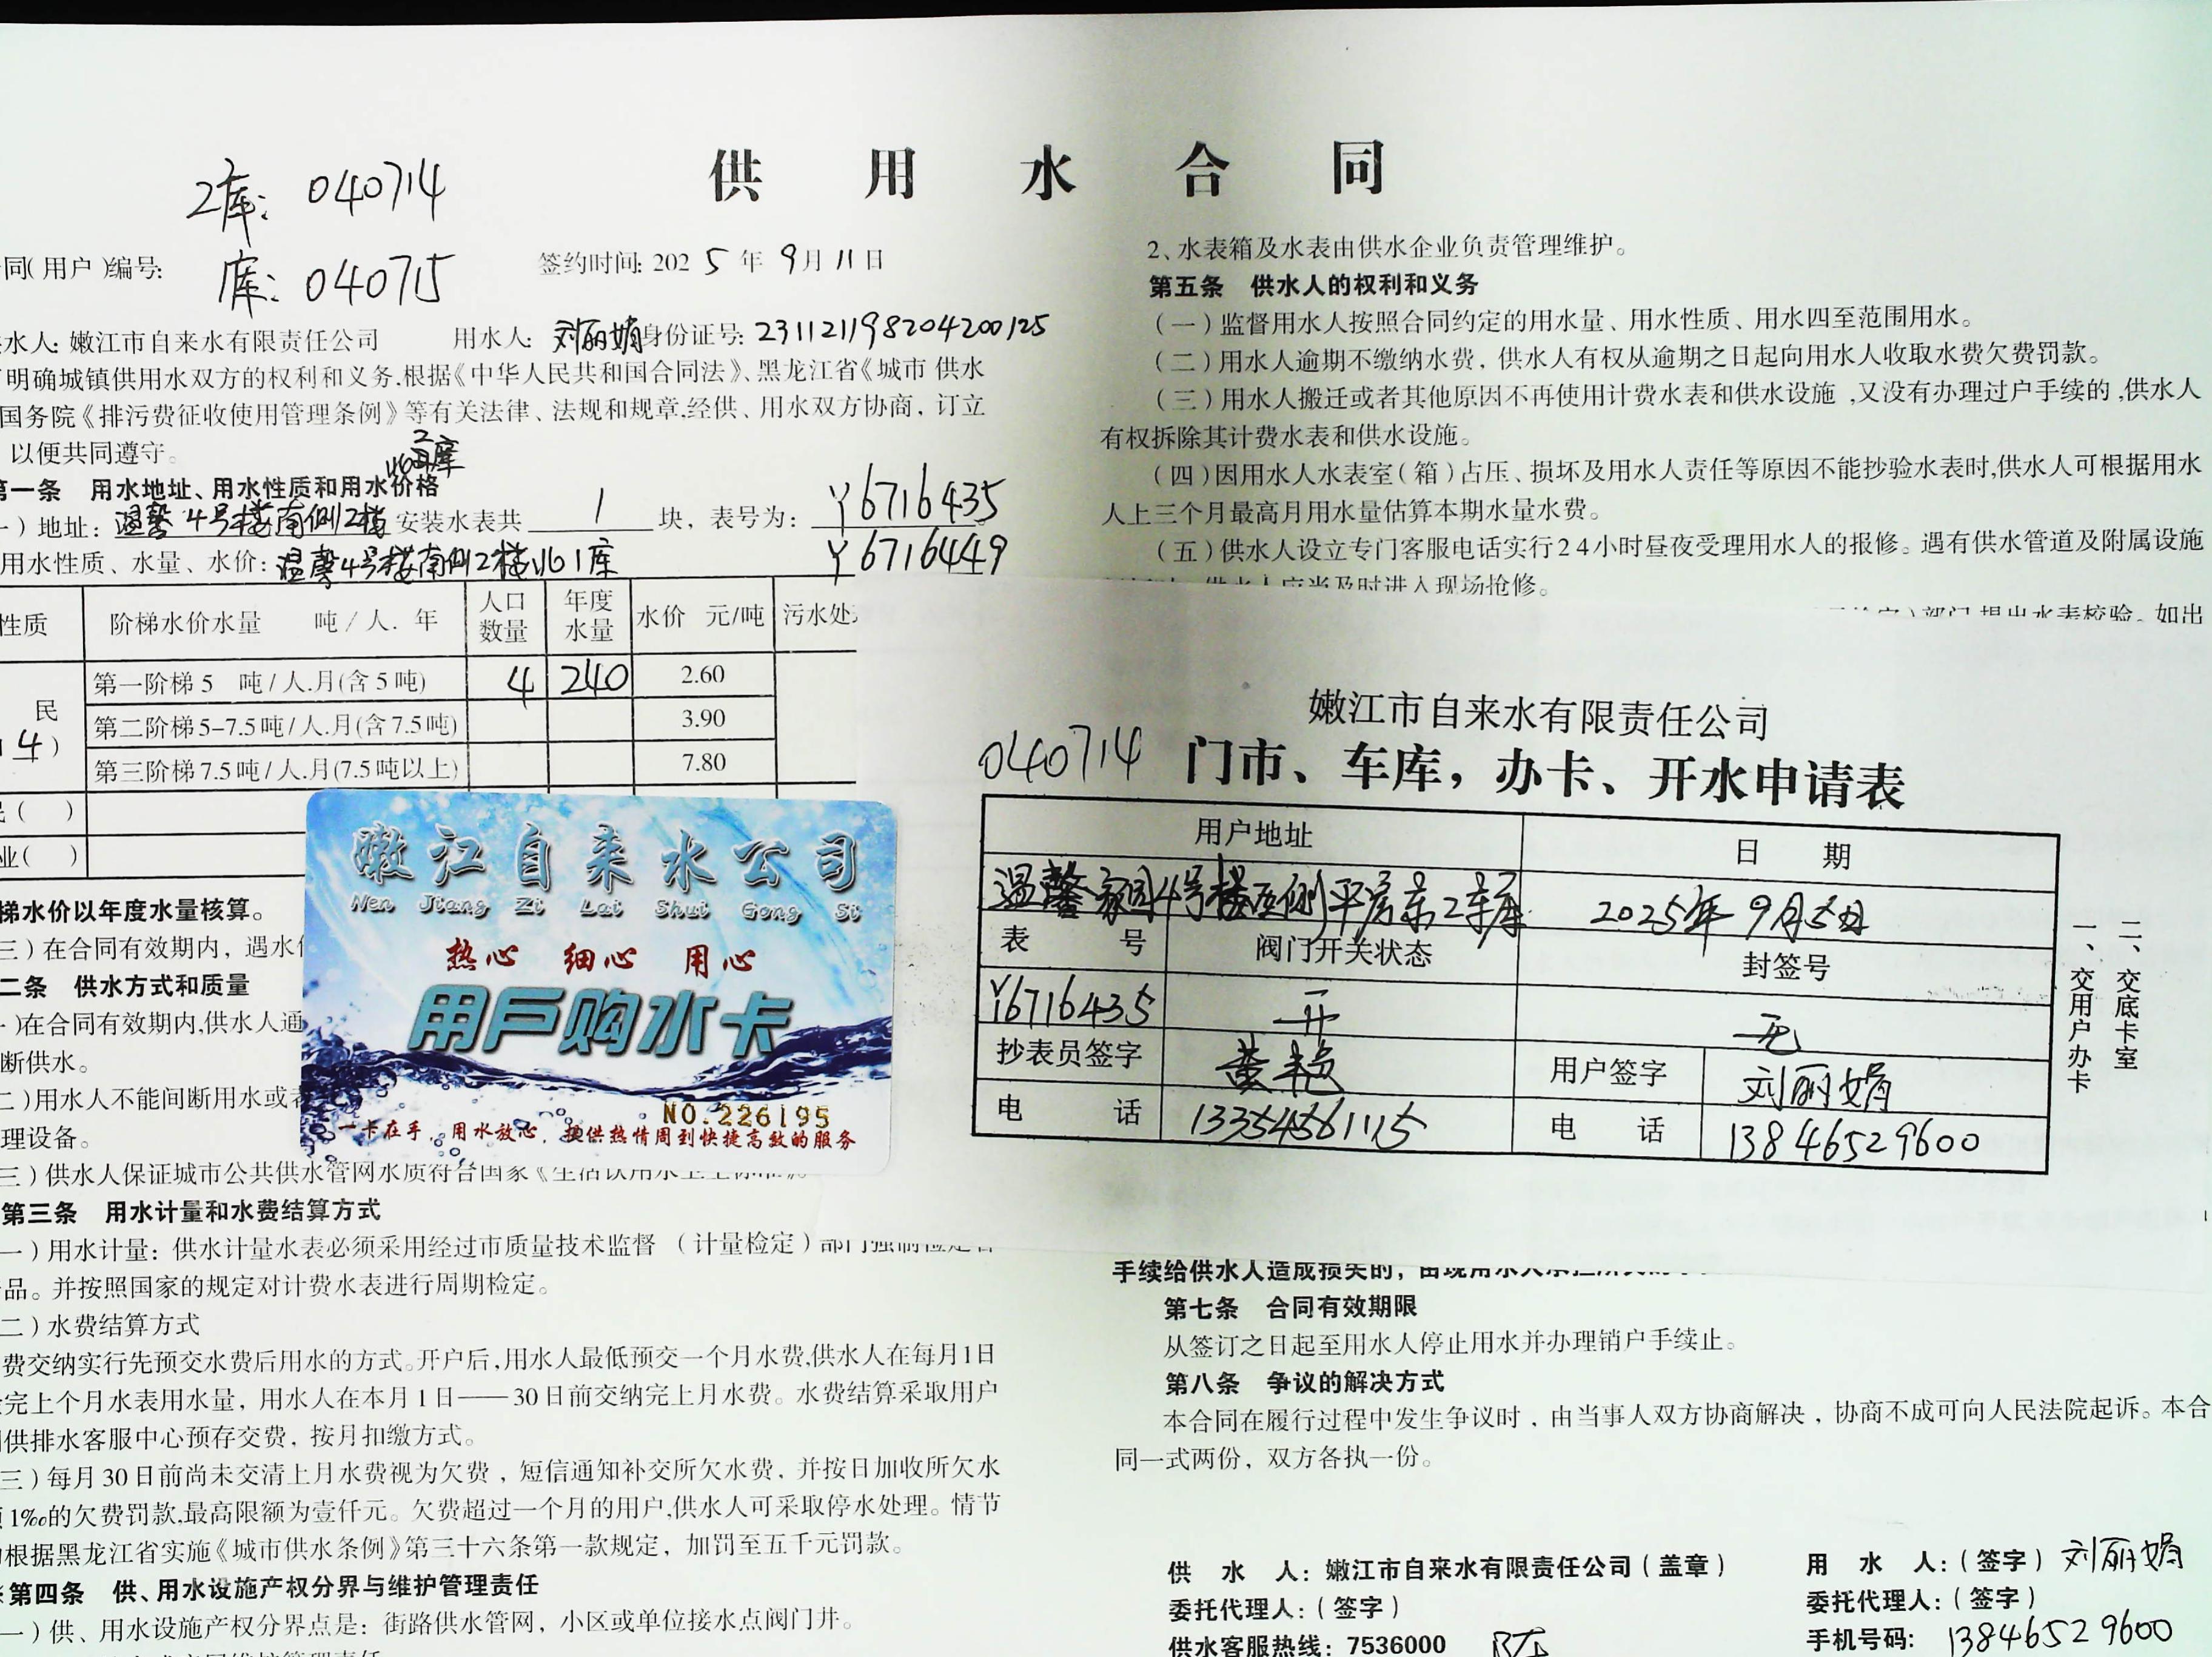 供 用 水 合 同
2库: 040714
同(用户)编号: 库: 040715
签约时间: 2025年9月11日
水人: 嫩江市自来水有限责任公司 用水人: 刘丽娟 身份证号: 231121198204200125
明确城镇供用水双方的权利和义务,根据《中华人民共和国合同法》、黑龙江省《城市 供水
国务院《排污费征收使用管理条例》等有关法律、法规和规章,经供、用水双方协商，订立
以便共同遵守。
第一条 用水地址、用水性质和用水价格
)地址: 温馨4号楼南侧2楼 安装水表共 1 块，表号为: Y6716435
用水性质、水量、水价: 温馨4号楼南侧2楼 1库 Y6716449
性质 阶梯水价水量 吨/人.年 人口数量 年度水量 水价 元/吨 污水处
民 4) 第一阶梯 5 吨/人.月(含5吨) 4 240 2.60
第二阶梯5-7.5吨/人.月(含7.5吨) 3.90
第三阶梯7.5吨/人.月(7.5吨以上) 7.80
( )
业( )
梯水价以年度水量核算。
三)在合同有效期内，遇水
二条 供水方式和质量
)在合同有效期内,供水人
断供水。
二)用水人不能间断用水或
理设备。
三)供水人保证城市公共供水管网水质符合国家《生活饮用水卫生标准》。
第三条 用水计量和水费结算方式
一)用水计量: 供水计量水表必须采用经过市质量技术监督 (计量检定)部门强制检定
品。并按照国家的规定对计费水表进行周期检定。
二)水费结算方式
费交纳实行先预交水费后用水的方式。开户后,用水人最低预交一个月水费,供水人在每月1日
完上个月水表用水量，用水人在本月1日——30日前交纳完上月水费。水费结算采取用户
供排水客服中心预存交费，按月扣缴方式。
三)每月30日前尚未交清上月水费视为欠费，短信通知补交所欠水费，并按日加收所欠水
1‰的欠费罚款,最高限额为壹仟元。欠费超过一个月的用户,供水人可采取停水处理。情节
根据黑龙江省实施《城市供水条例》第三十六条第一款规定，加罚至五千元罚款。
第四条 供、用水设施产权分界与维护管理责任
一)供、用水设施产权分界点是: 街路供水管网，小区或单位接水点阀门井。
嫩江自来水公司
Nen Jiang Zi Lai Shui Gong Si
热心 细心 用心
用户购水卡
NO.226195
一卡在手，用水放心，提供热情周到快捷高效的服务
2、水表箱及水表由供水企业负责管理维护。
第五条 供水人的权利和义务
(一)监督用水人按照合同约定的用水量、用水性质、用水四至范围用水。
(二)用水人逾期不缴纳水费，供水人有权从逾期之日起向用水人收取水费欠费罚款。
(三)用水人搬迁或者其他原因不再使用计费水表和供水设施,又没有办理过户手续的,供水人
有权拆除其计费水表和供水设施。
(四)因用水人水表室(箱)占压、损坏及用水人责任等原因不能抄验水表时,供水人可根据用水
人上三个月最高月用水量估算本期水量水费。
(五)供水人设立专门客服电话实行24小时昼夜受理用水人的报修。遇有供水管道及附属设施
供水人应当及时进入现场抢修。
部门 提出水表校验。如出
嫩江市自来水有限责任公司
040714 门市、车库，办卡、开水申请表
用户地址 日 期
温馨家园4号楼西侧平房东2车库 2025年9月5日
表 号 阀门开关状态 封签号
Y6716435 开 无
抄表员签字 黄艳 用户签字 刘丽娟
电 话 13354561115 电 话 13846529600
一、交用户办卡
二、交底卡室
手续给供水人造成损失的，
第七条 合同有效期限
从签订之日起至用水人停止用水并办理销户手续止。
第八条 争议的解决方式
本合同在履行过程中发生争议时，由当事人双方协商解决，协商不成可向人民法院起诉。本合
同一式两份，双方各执一份。
供 水 人: 嫩江市自来水有限责任公司(盖章) 用 水 人:(签字) 刘丽娟
委托代理人:(签字) 委托代理人:(签字)
供水客服热线: 7536000 手机号码: 13846529600